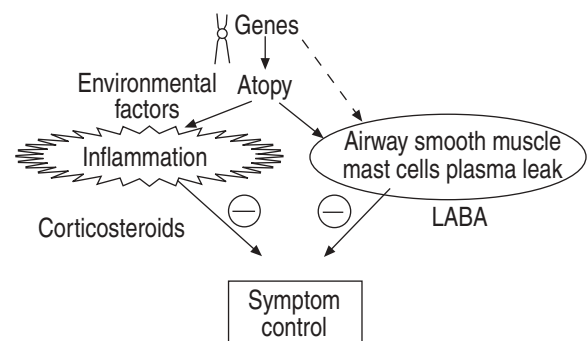 Genes
Environmental
factors
Atopy
Inflammation
Airway smooth muscle
mast cells plasma leak
Corticosteroids
LABA
Symptom
control